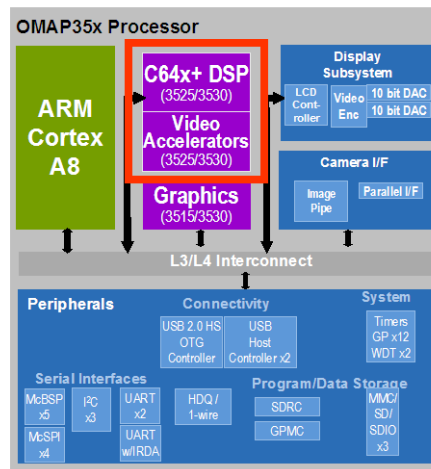 OMAP35x Processor
ARM
Cortex
A8
C64x+ DSP
(3525/3530)
Video
Accelerators
(3525/3530)
Graphics
(3515/3530)
Display
Subsystem
LCD
Cont-
roller
Video
Enc
10 bit DAC
10 bit DAC
Camera I/F
Image
Pipe
Parallel I/F
L3/L4 Interconnect
Peripherals
Connectivity
USB 2.0 HS
OTG
Controller
USB
Host
Controller x2
System
Timers
GP x12
WDT x2
Serial Interfaces
McBSP
x5
McSPI
x4
I²C
x3
UART
x2
UART
w/IRDA
HDQ /
1-wire
Program/Data Storage
SDRC
GPMC
MMC/
SD/
SDIO
x3